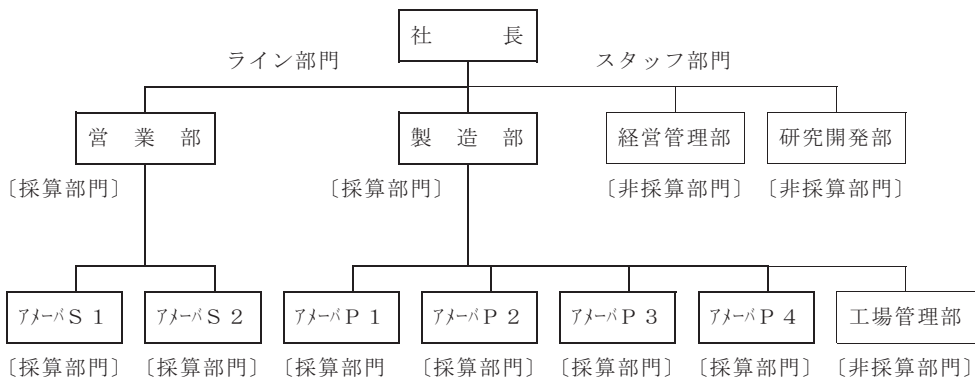 社長
ライン部門 スタッフ部門
営業部 製造部 経営管理部 研究開発部
〔採算部門〕 〔採算部門〕 〔非採算部門〕 〔非採算部門〕
アメーバS1 アメーバS2 アメーバP1 アメーバP2 アメーバP3 アメーバP4 工場管理部
〔採算部門〕 〔採算部門〕 〔採算部門 〔採算部門〕 〔採算部門〕 〔採算部門〕 〔非採算部門〕